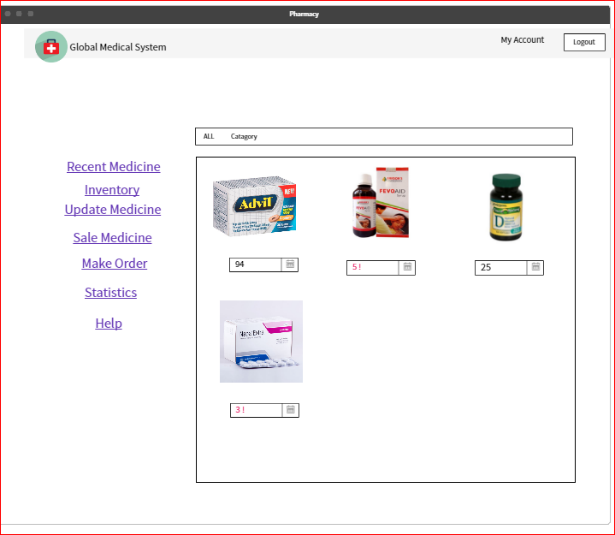 Pharmacy
Global Medical System
My Account
Logout
ALL Catagory
Recent Medicine
Inventory
Update Medicine
Sale Medicine
Make Order
Statistics
Help
Advil
FEVOAID
D
94
5 !
25
3 !